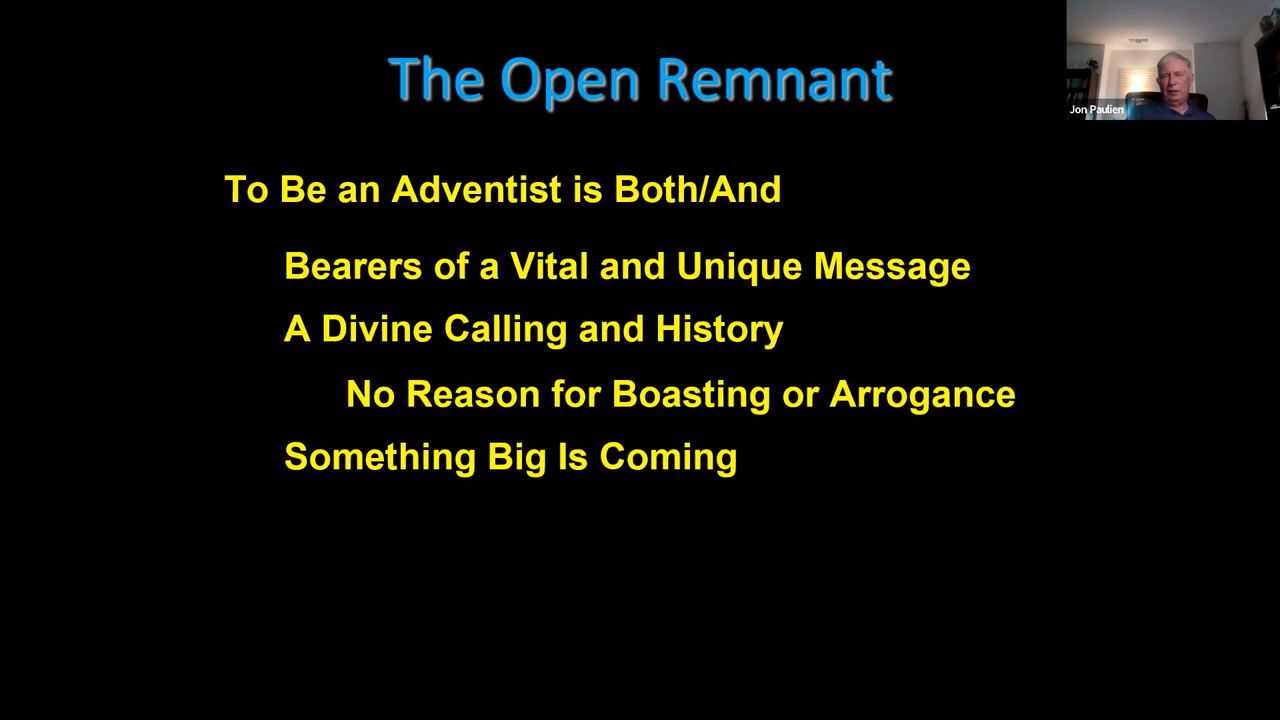 The Open Remnant
Jon Paulien
To Be an Adventist is Both/And
Bearers of a Vital and Unique Message
A Divine Calling and History
No Reason for Boasting or Arrogance
Something Big Is Coming